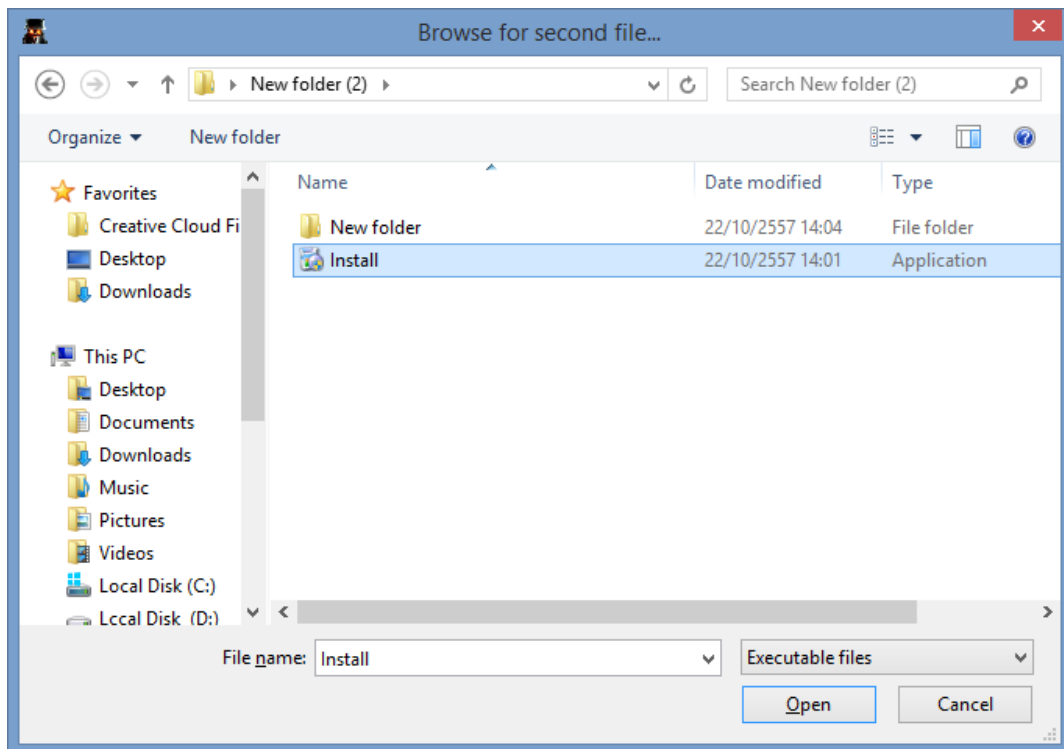 Browse for second file...
New folder (2)
Search New folder (2)
Organize
New folder
Name
Date modified
Type
Favorites
Creative Cloud Fi
Desktop
Downloads
This PC
Desktop
Documents
Downloads
Music
Pictures
Videos
Local Disk (C:)
Local Disk (D:)
New folder 22/10/2557 14:04 File folder
Install 22/10/2557 14:01 Application
File name: Install
Executable files
Open
Cancel